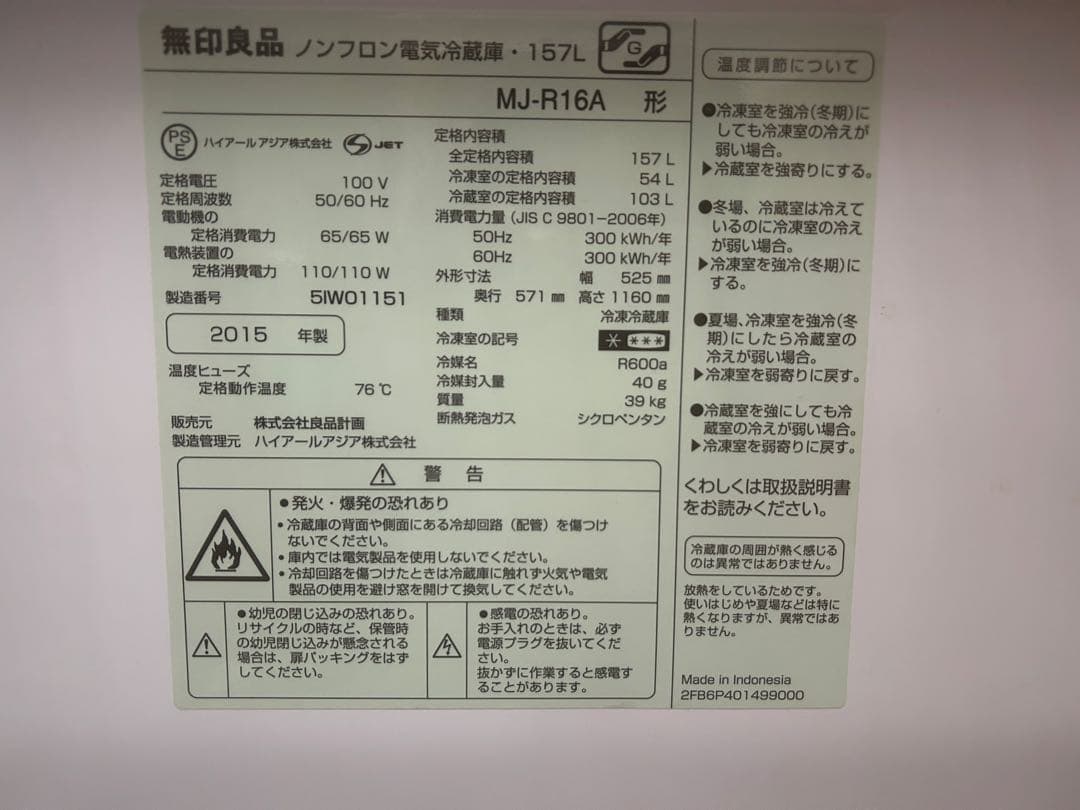 無印良品 ノンフロン電気冷蔵庫・157L
G
MJ-R16A 形
PS
E
ハイアールアジア株式会社
JET
定格電圧 100 V
定格周波数 50/60 Hz
電動機の
定格消費電力 65/65 W
電熱装置の
定格消費電力 110/110 W
製造番号 5IW01151
2015 年製
温度ヒューズ
定格動作温度 76℃
販売元 株式会社良品計画
製造管理元 ハイアールアジア株式会社
定格内容積
全定格内容積 157 L
冷凍室の定格内容積 54 L
冷蔵室の定格内容積 103 L
消費電力量(JIS C 9801-2006年)
50Hz 300 kWh/年
60Hz 300 kWh/年
外形寸法 幅 525 ㎜
奥行 571 ㎜ 高さ 1160 ㎜
種類 冷凍冷蔵庫
冷凍室の記号 * ***
冷媒名 R600a
冷媒封入量 40 g
質量 39 kg
断熱発泡ガス シクロペンタン
警告
●発火・爆発の恐れあり
・冷蔵庫の背面や側面にある冷却回路(配管)を傷つけ
ないでください。
・庫内では電気製品を使用しないでください。
・冷却回路を傷つけたときは冷蔵庫に触れず火気や電気
製品の使用を避け窓を開けて換気してください。
●幼児の閉じ込みの恐れあり。
リサイクルの時など、保管時
の幼児閉じ込みが懸念される
場合は、扉パッキングをはず
してください。
●感電の恐れあり。
お手入れのときは、必ず
電源プラグを抜いてくだ
さい。
抜かずに作業すると感電す
ることがあります。
温度調節について
●冷凍室を強冷(冬期)に
しても冷凍室の冷えが
弱い場合。
▶冷蔵室を強寄りにする。
●冬場、冷蔵室は冷えて
いるのに冷凍室の冷え
が弱い場合。
▶冷凍室を強冷(冬期)に
する。
●夏場、冷凍室を強冷(冬
期)にしたら冷蔵室の
冷えが弱い場合。
▶冷凍室を弱寄りに戻す。
●冷蔵室を強にしても冷
蔵室の冷えが弱い場合。
▶冷凍室を弱寄りに戻す。
くわしくは取扱説明書
をお読みください。
冷蔵庫の周囲が熱く感じる
のは異常ではありません。
放熱をしているためです。
使いはじめや夏場などは特に
熱くなりますが、異常ではあ
りません。
Made in Indonesia
2FB6P401499000